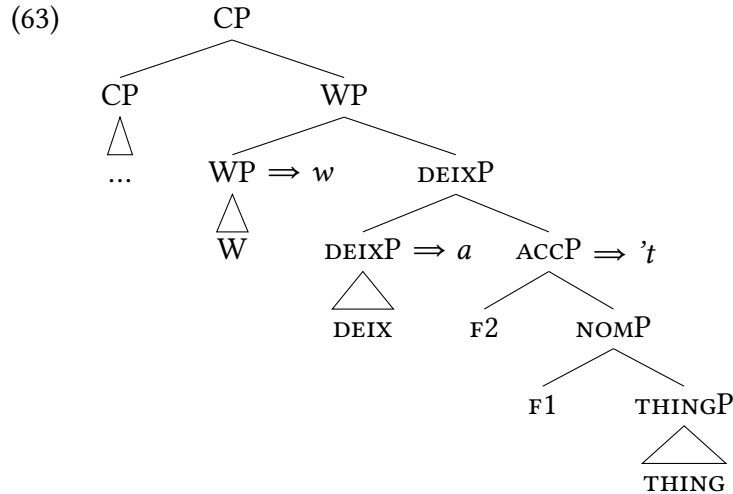 (63) CP
CP WP
... WP ⇒ w DEIXP
W DEIXP ⇒ a ACCP ⇒ 't
DEIX F2 NOMP
F1 THINGP
THING